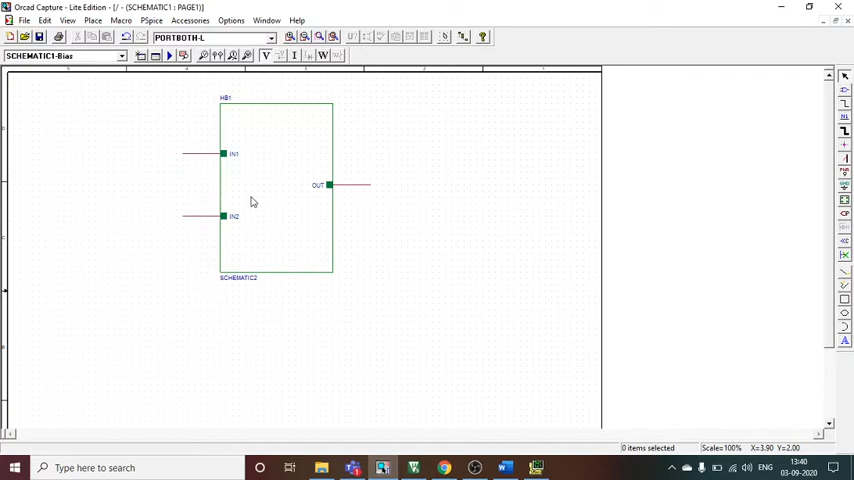 Orcad Capture - Lite Edition - [/ - (SCHEMATIC1 : PAGE1)]
File Edit View Place Macro PSpice Accessories Options Window Help
PORTBOTH-L
SCHEMATIC1-Bias
V I W
HB1
D
IN1
OUT
IN2
C
SCHEMATIC2
B
0 items selected Scale=100% X=3.90 Y=2.00
Type here to search
ENG
13:40
03-09-2020